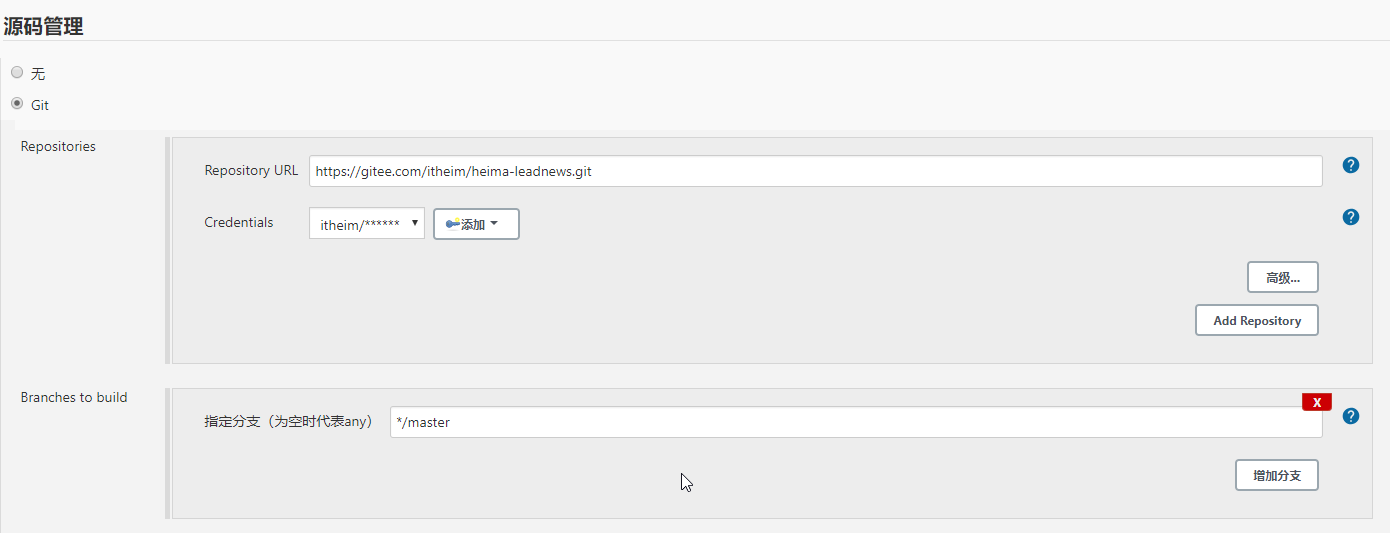 源码管理
无
Git
Repositories
Repository URL https://gitee.com/itheim/heima-leadnews.git ?
Credentials itheim/****** 添加 ?
高级...
Add Repository
Branches to build
X
指定分支（为空时代表any） */master ?
增加分支